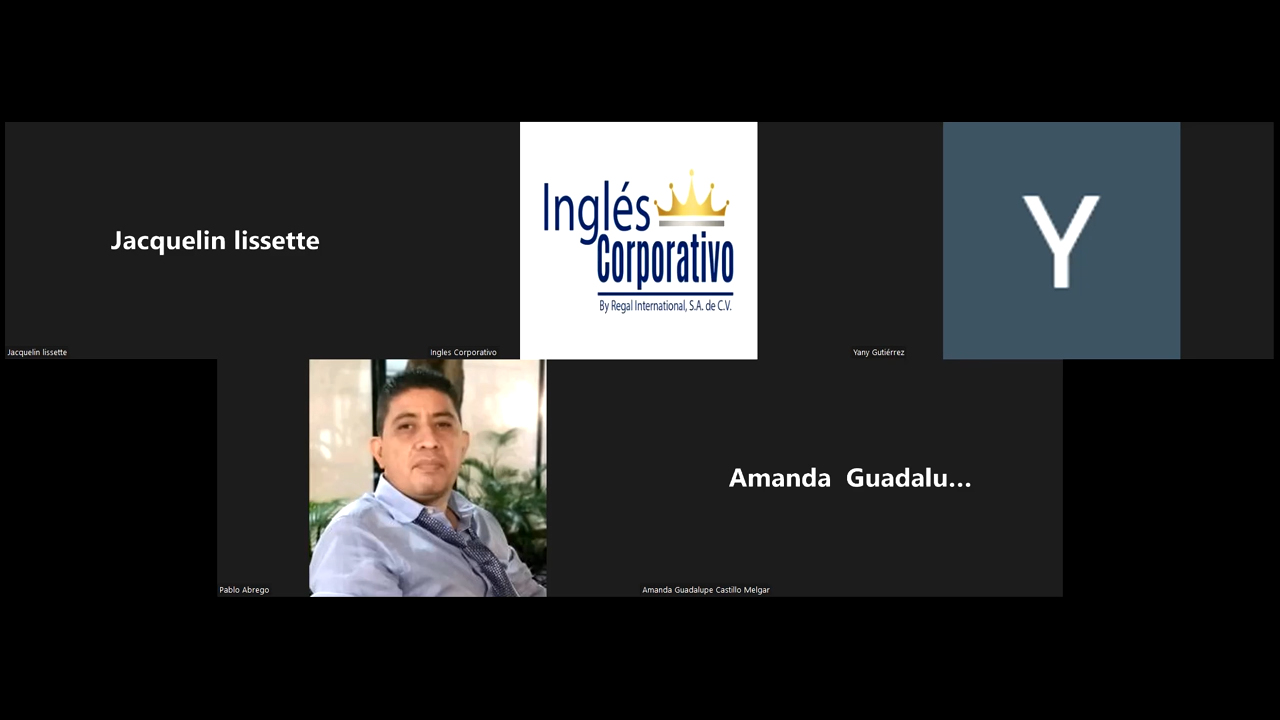 Jacquelin lissette
Jacquelin lissette
Inglés
Corporativo
By Regal International, S.A. de C.V.
Ingles Corporativo
Y
Yany Gutiérrez
Pablo Abrego
Amanda Guadalu...
Amanda Guadalupe Castillo Melgar